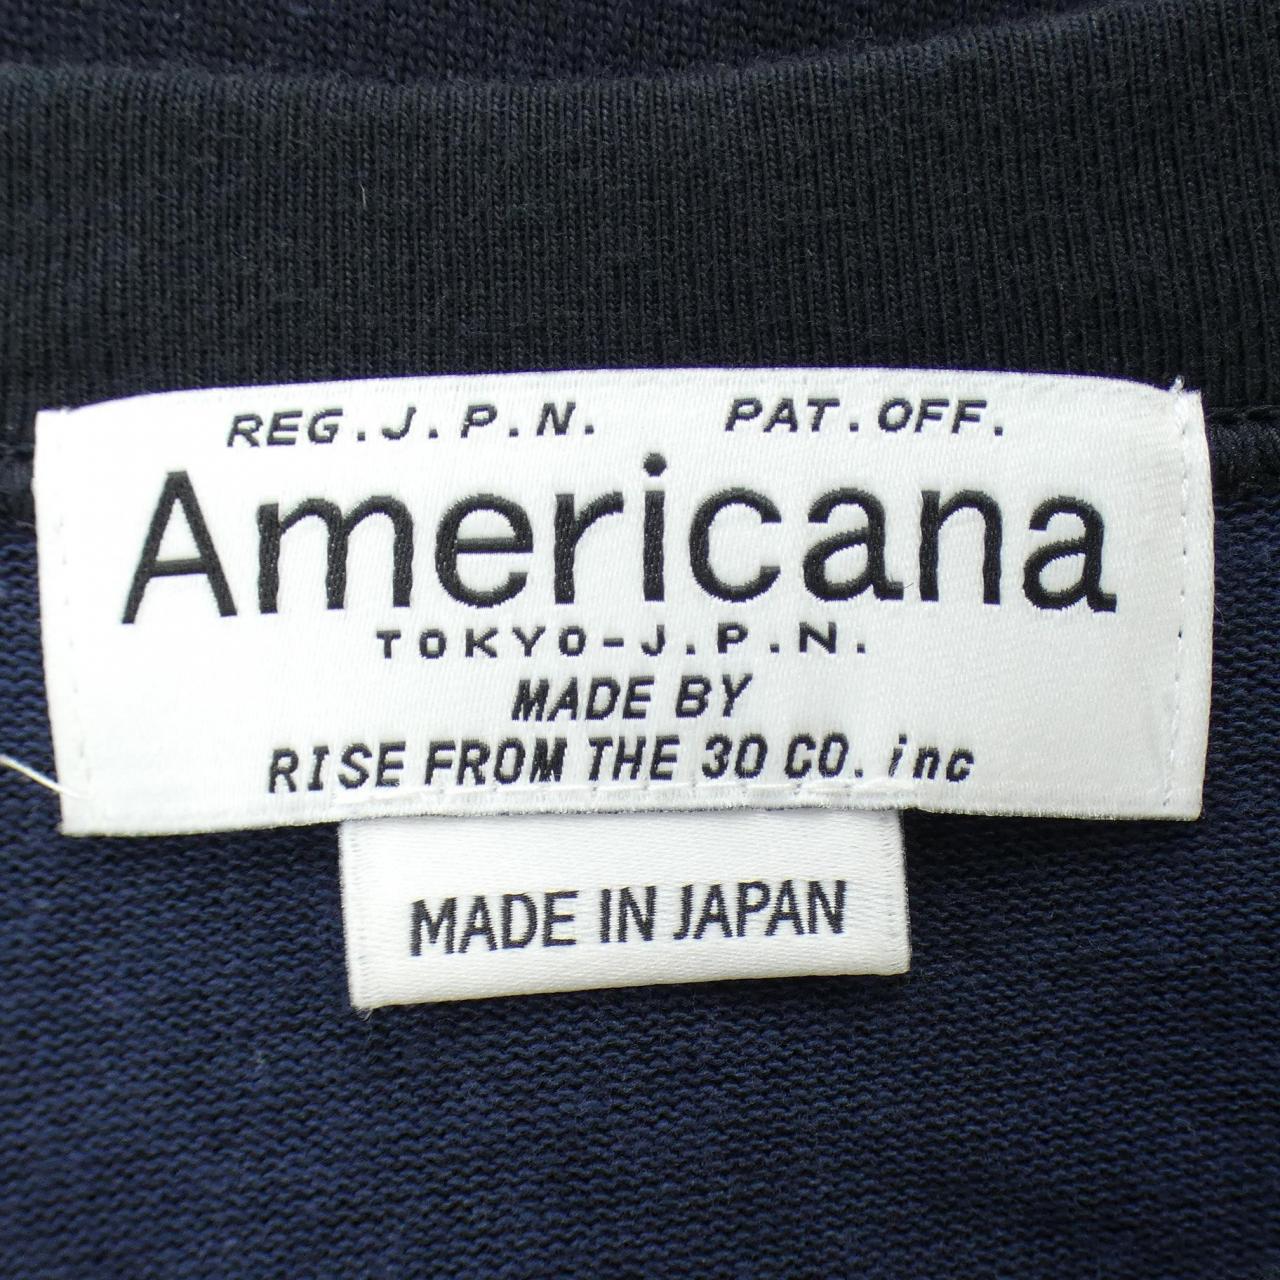 REG.J.P.N. PAT.OFF.
Americana
TOKYO-J.P.N.
MADE BY
RISE FROM THE 30 CO. inc
MADE IN JAPAN